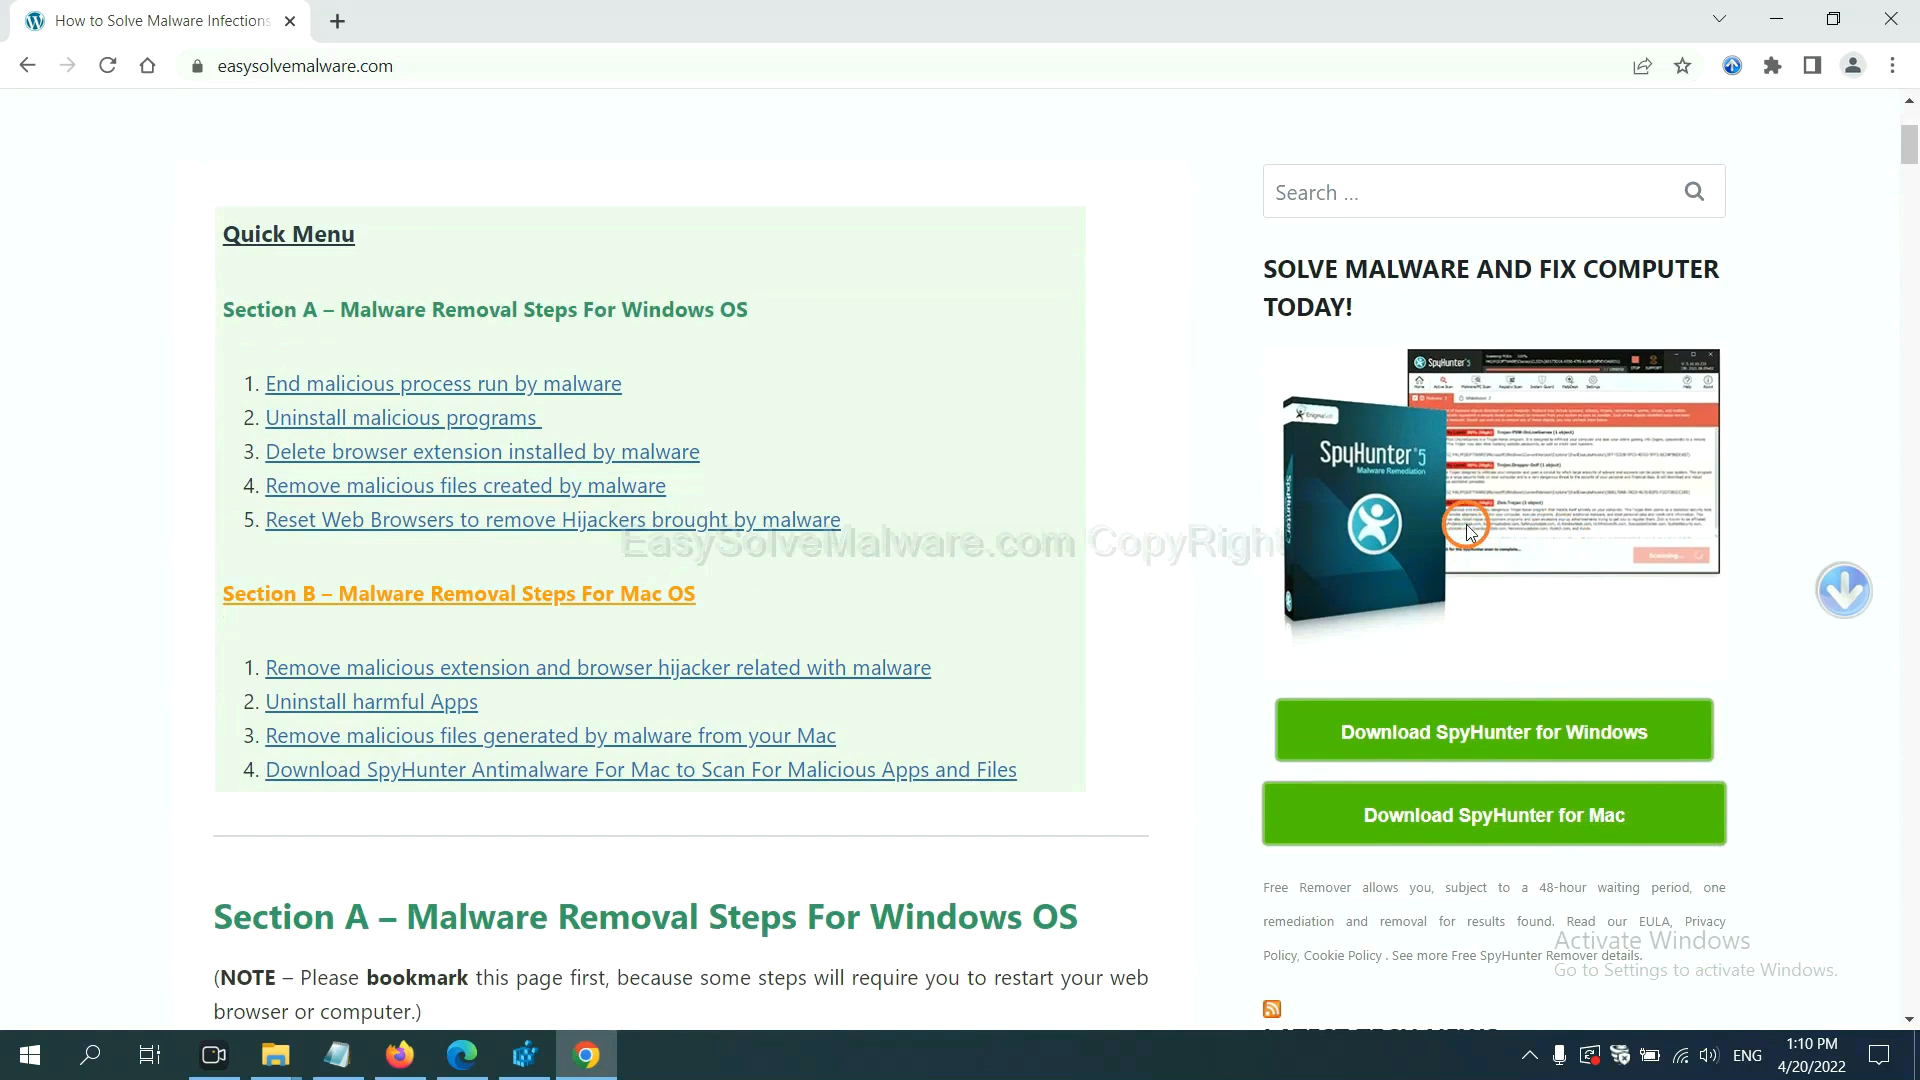 How to Solve Malware Infections
easysolvemalware.com
Search ...
Quick Menu
SOLVE MALWARE AND FIX COMPUTER
TODAY!
Section A – Malware Removal Steps For Windows OS
1. End malicious process run by malware
2. Uninstall malicious programs
3. Delete browser extension installed by malware
4. Remove malicious files created by malware
5. Reset Web Browsers to remove Hijackers brought by malware
EasySolveMalware.com CopyRight
Section B – Malware Removal Steps For Mac OS
1. Remove malicious extension and browser hijacker related with malware
2. Uninstall harmful Apps
3. Remove malicious files generated by malware from your Mac
4. Download SpyHunter Antimalware For Mac to Scan For Malicious Apps and Files
SpyHunter 5
EnigmaSoft
SpyHunter 5
Malware Remediation
SpyHunter 5
Scanning...
Download SpyHunter for Windows
Download SpyHunter for Mac
Free Remover allows you, subject to a 48-hour waiting period, one
remediation and removal for results found. Read our EULA, Privacy
Policy, Cookie Policy . See more Free SpyHunter Remover details.
Activate Windows
Go to Settings to activate Windows.
Section A – Malware Removal Steps For Windows OS
(NOTE – Please bookmark this page first, because some steps will require you to restart your web
browser or computer.)
LATEST TECH NEWS
ENG
1:10 PM
4/20/2022